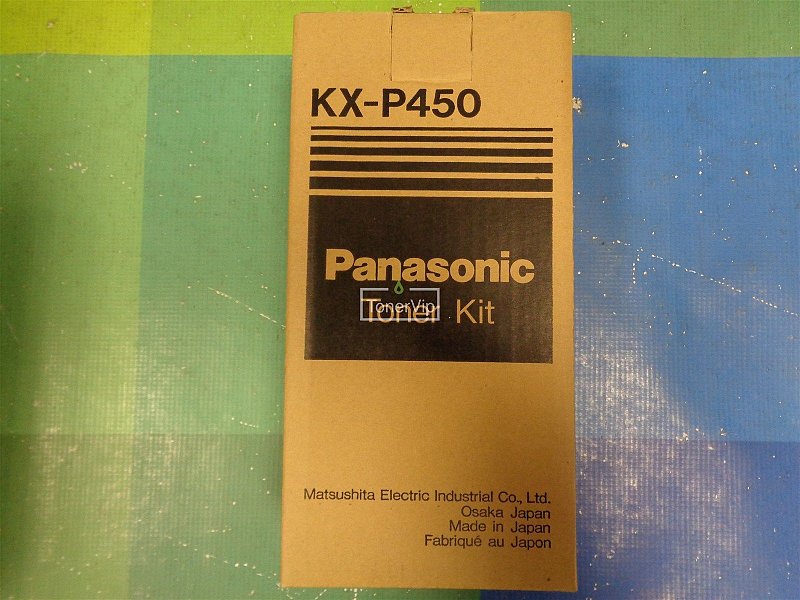 KX-P450
Panasonic
Toner Kit
TonerVip
Matsushita Electric Industrial Co., Ltd.
Osaka Japan
Made in Japan
Fabriqué au Japon